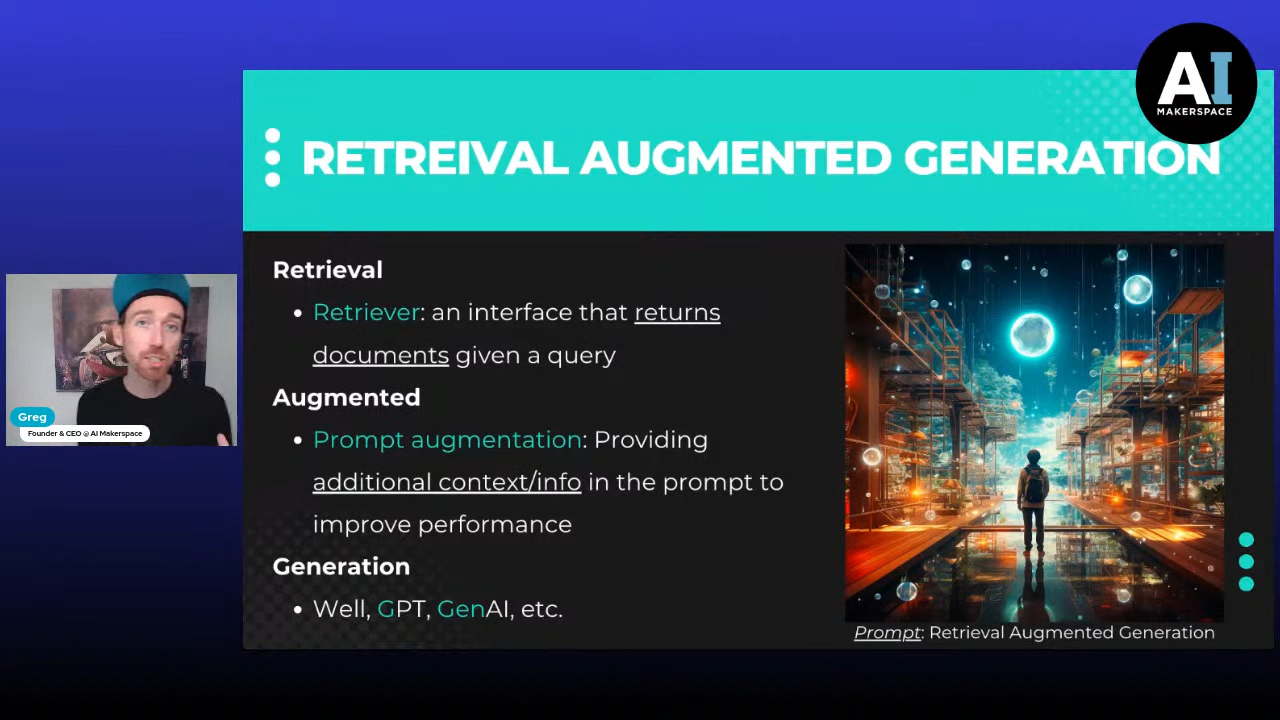 AI
MAKERSPACE
RETREIVAL AUGMENTED GENERATION
Retrieval
• Retriever: an interface that returns
documents given a query
Augmented
• Prompt augmentation: Providing
additional context/info in the prompt to
improve performance
Generation
• Well, GPT, GenAI, etc.
Prompt: Retrieval Augmented Generation
Greg
Founder & CEO @ AI Makerspace